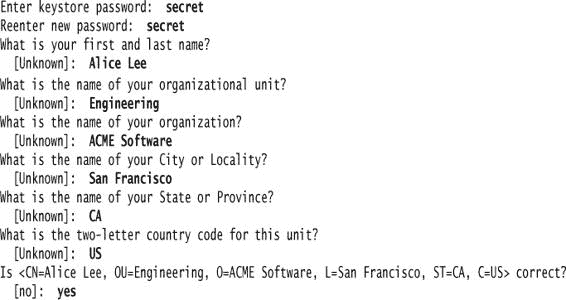 Enter keystore password: secret
Reenter new password: secret
What is your first and last name?
[Unknown]: Alice Lee
What is the name of your organizational unit?
[Unknown]: Engineering
What is the name of your organization?
[Unknown]: ACME Software
What is the name of your City or Locality?
[Unknown]: San Francisco
What is the name of your State or Province?
[Unknown]: CA
What is the two-letter country code for this unit?
[Unknown]: US
Is <CN=Alice Lee, OU=Engineering, O=ACME Software, L=San Francisco, ST=CA, C=US> correct?
[no]: yes